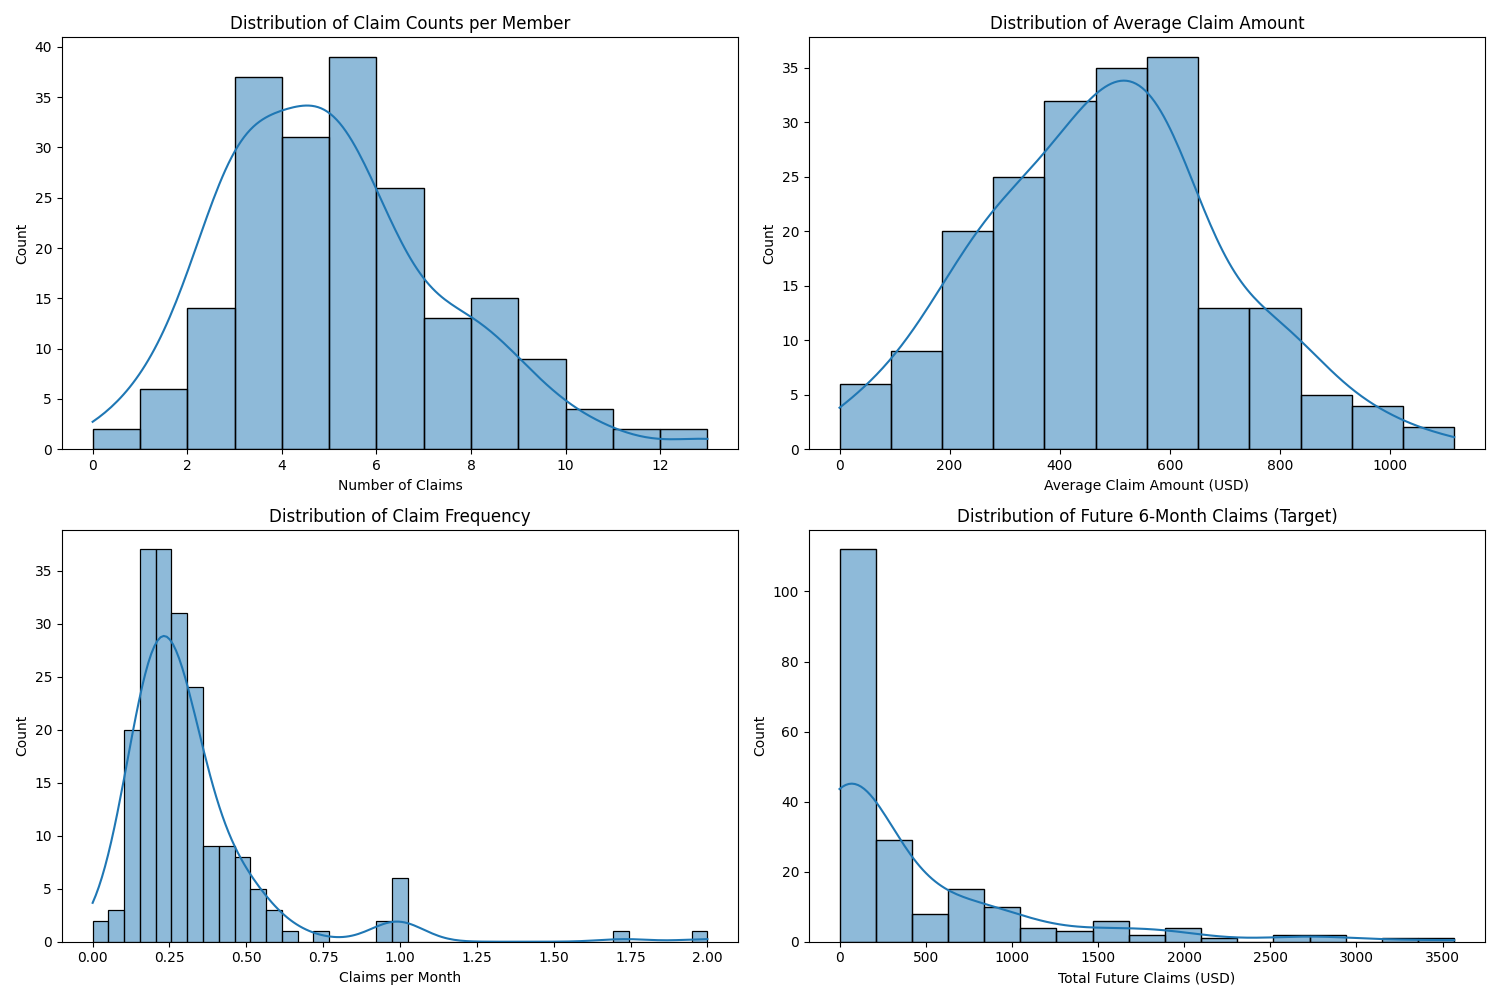 Distribution of Claim Counts per Member
40
35
30
25
20
15
10
5
0
Count
0 2 4 6 8 10 12
Number of Claims
Distribution of Average Claim Amount
35
30
25
20
15
10
5
0
Count
0 200 400 600 800 1000
Average Claim Amount (USD)
Distribution of Claim Frequency
35
30
25
20
15
10
5
0
Count
0.00 0.25 0.50 0.75 1.00 1.25 1.50 1.75 2.00
Claims per Month
Distribution of Future 6-Month Claims (Target)
100
80
60
40
20
0
Count
0 500 1000 1500 2000 2500 3000 3500
Total Future Claims (USD)